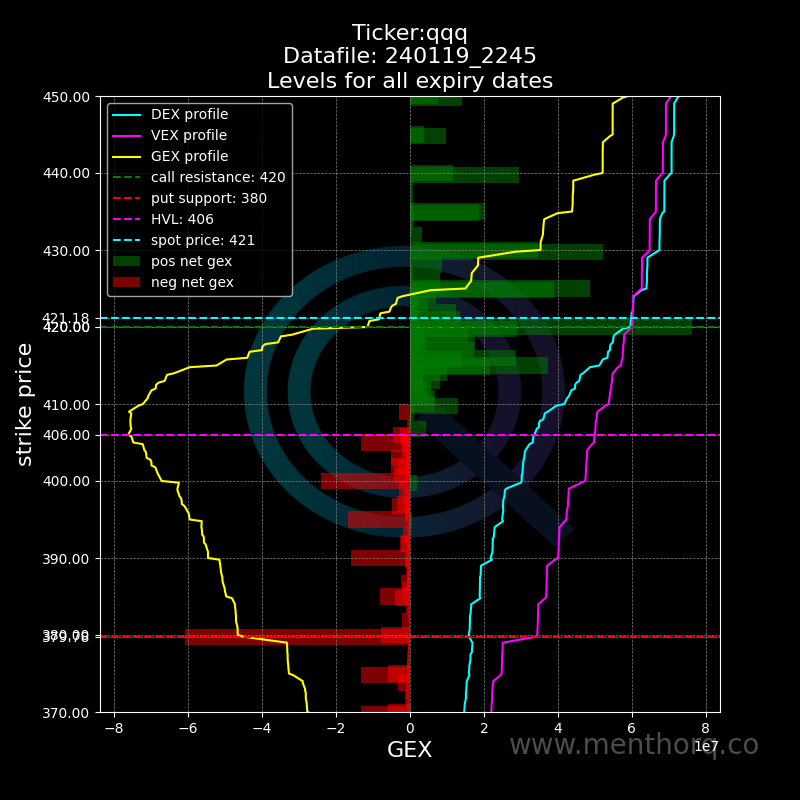 Ticker:qqq
Datafile: 240119_2245
Levels for all expiry dates
DEX profile
VEX profile
GEX profile
call resistance: 420
put support: 380
HVL: 406
spot price: 421
pos net gex
neg net gex
strike price
450.00
440.00
430.00
421.18
420.00
410.00
406.00
400.00
390.00
380.00
370.00
−8
−6
−4
−2
0
2
4
6
8
1e7
GEX
www.menthorq.co